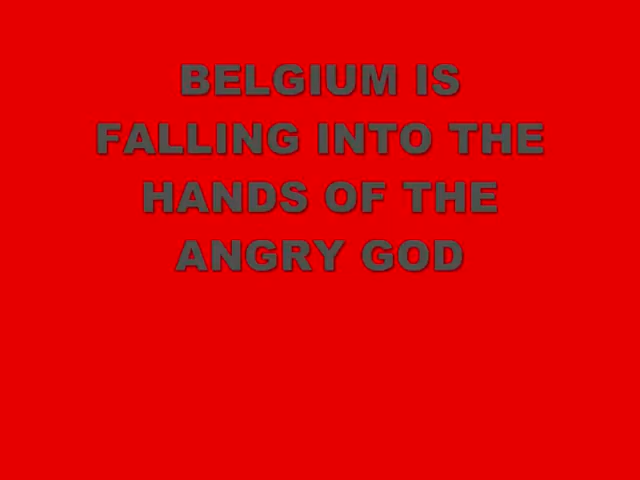 BELGIUM IS
FALLING INTO THE
HANDS OF THE
ANGRY GOD